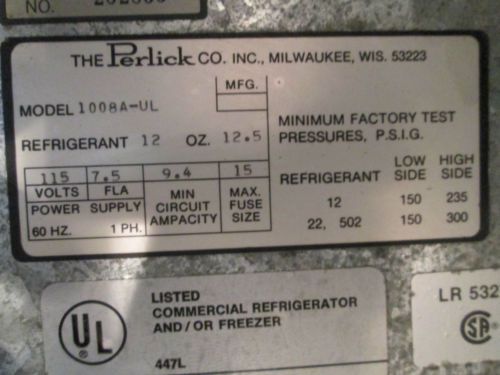 NO.
THE Perlick CO. INC., MILWAUKEE, WIS. 53223
MFG.
MODEL 1008A-UL
REFRIGERANT 12 OZ. 12.5
MINIMUM FACTORY TEST
PRESSURES, P.S.I.G.
115 7.5 9.4 15
VOLTS FLA MIN CIRCUIT AMPACITY MAX. FUSE SIZE
POWER SUPPLY
60 HZ. 1 PH.
LOW SIDE HIGH SIDE
REFRIGERANT
12 150 235
22, 502 150 300
UL
®
LISTED
COMMERCIAL REFRIGERATOR
AND/OR FREEZER
447L
LR 532
SA